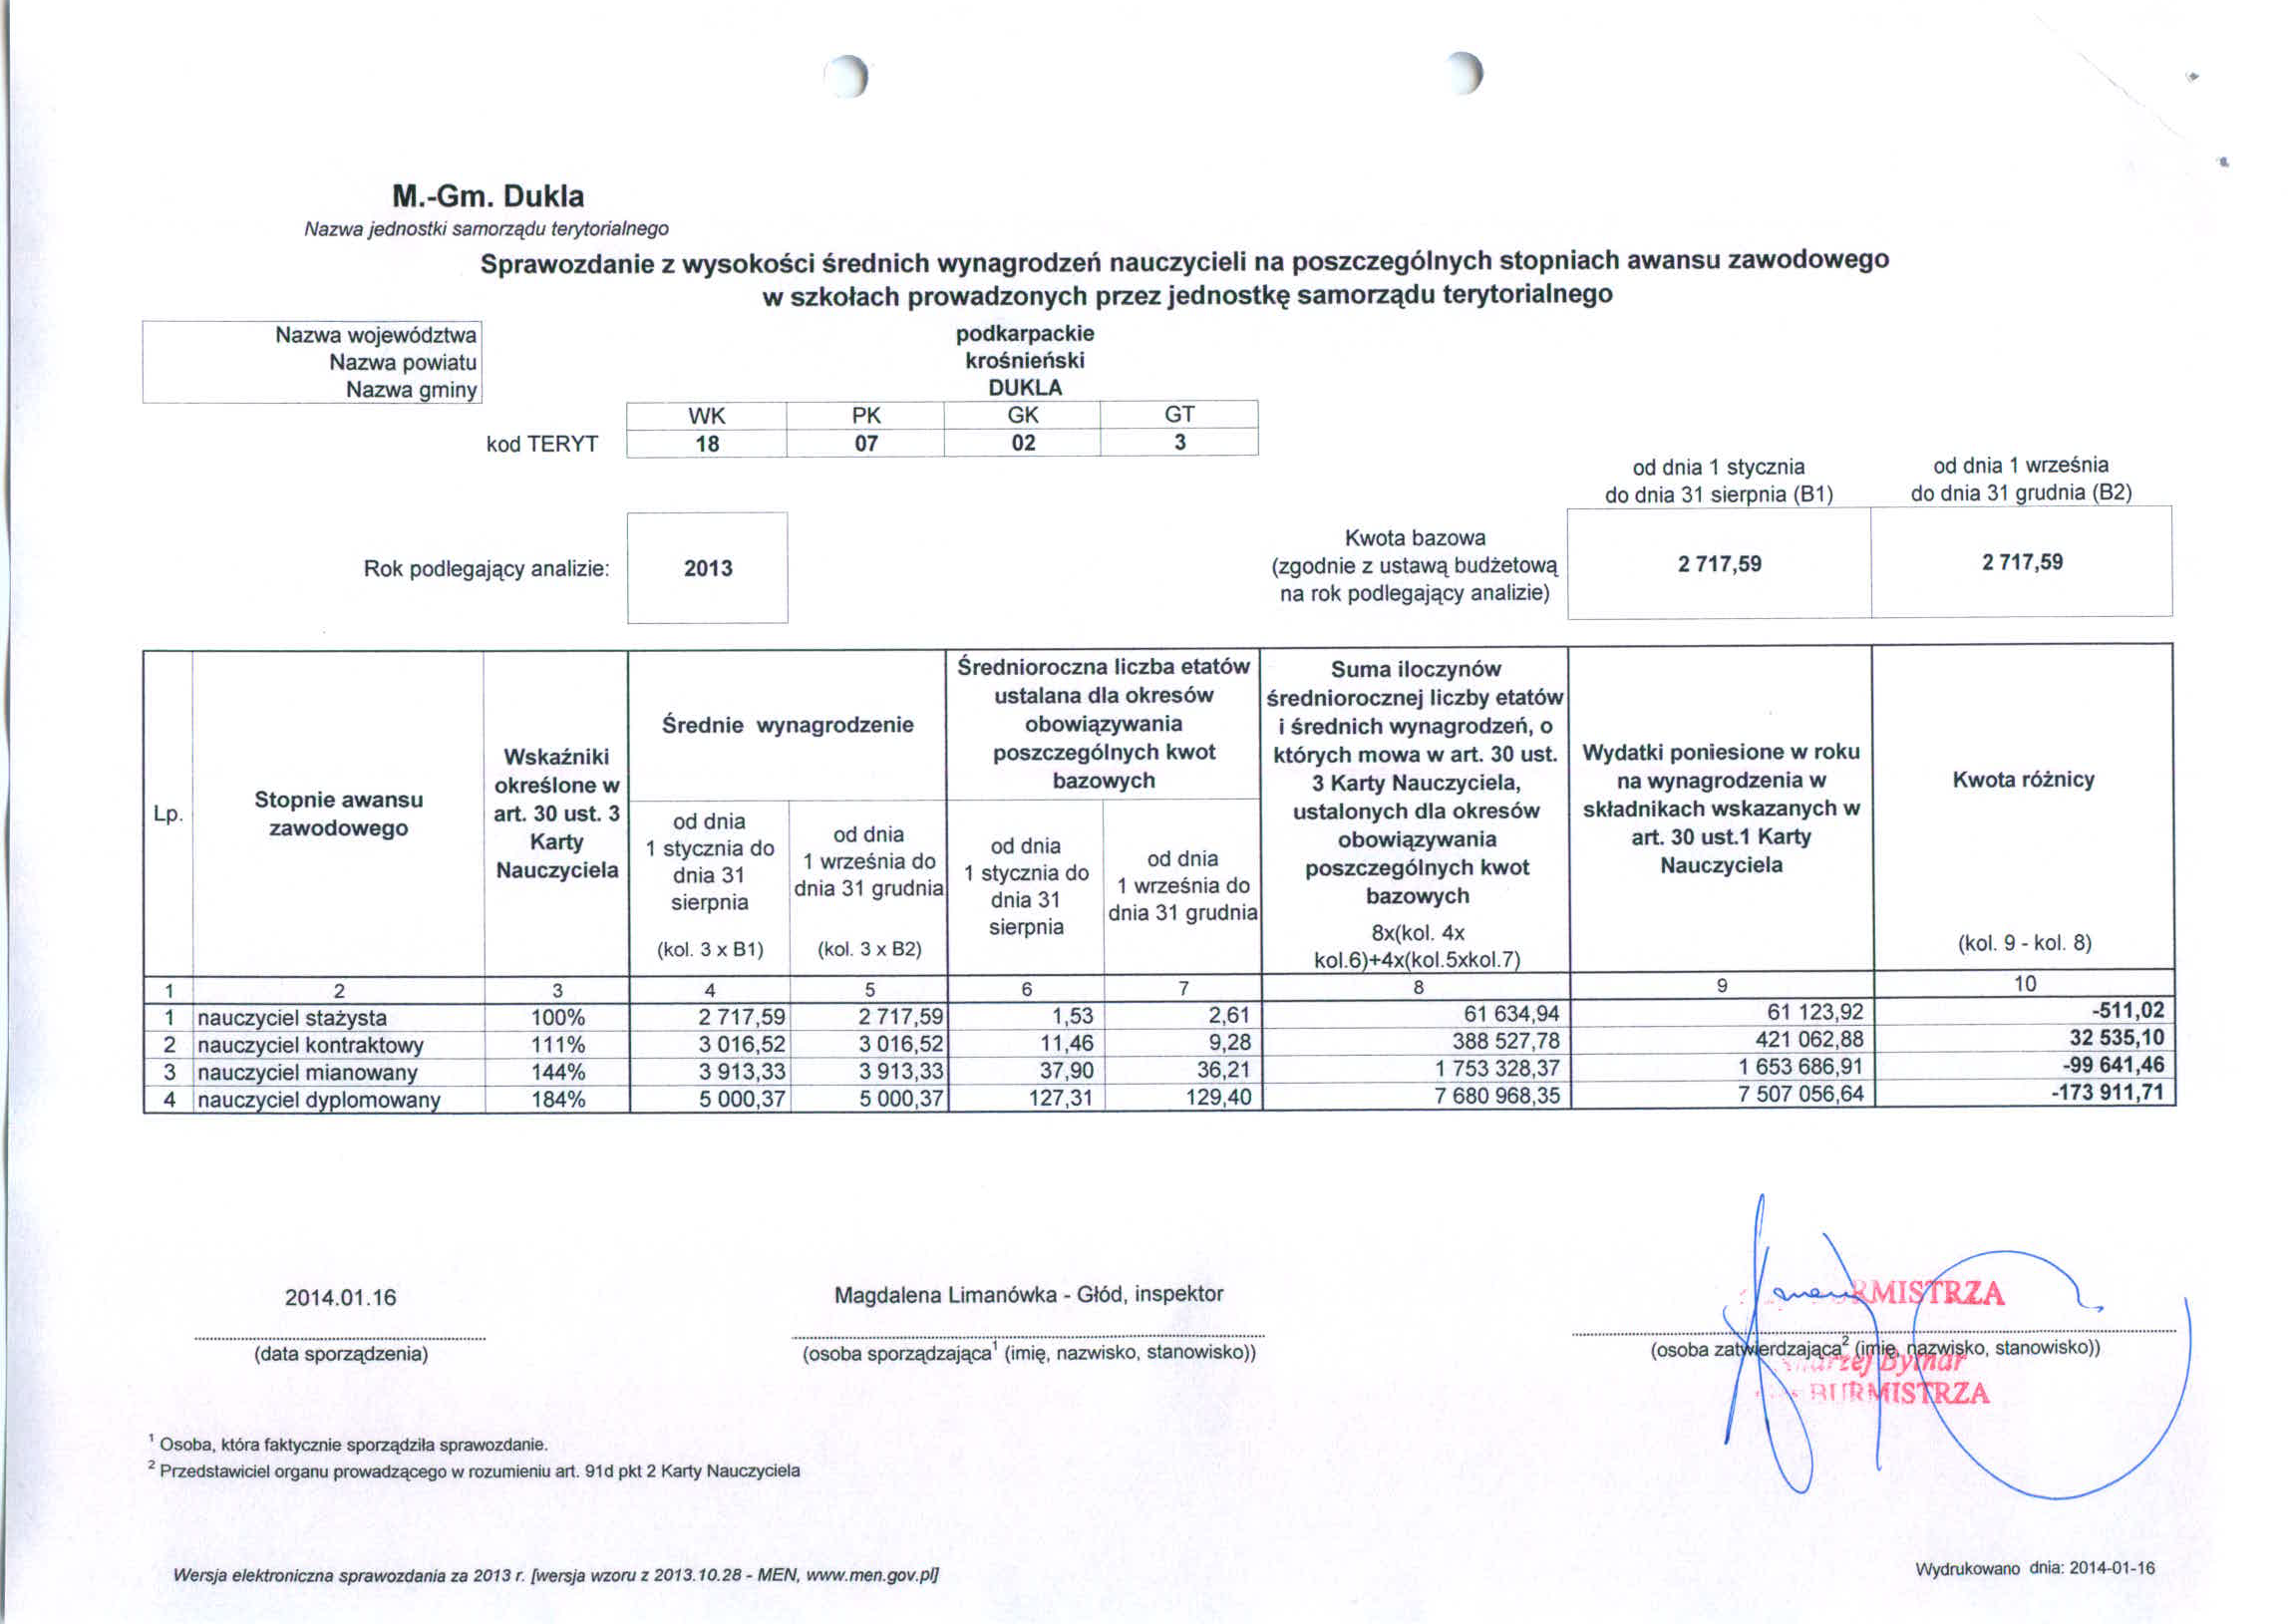 M.-Gm. Dukla
Nazwa jednostki samorządu terytorialnego
Sprawozdanie z wysokości średnich wynagrodzeń nauczycieli na poszczególnych stopniach awansu zawodowego
w szkołach prowadzonych przez jednostkę samorządu terytorialnego
Nazwa województwa podkarpackie
Nazwa powiatu krośnieński
Nazwa gminy DUKLA
WK PK GK GT
kod TERYT 18 07 02 3
od dnia 1 stycznia
do dnia 31 sierpnia (B1)
od dnia 1 września
do dnia 31 grudnia (B2)
Rok podlegający analizie: 2013
Kwota bazowa
(zgodnie z ustawą budżetową
na rok podlegający analizie)
2 717,59 2 717,59
Lp.
Stopnie awansu
zawodowego
Wskaźniki
określone w
art. 30 ust. 3
Karty
Nauczyciela
Średnie wynagrodzenie
od dnia
1 stycznia do
dnia 31
sierpnia
(kol. 3 x B1)
od dnia
1 września do
dnia 31 grudnia
(kol. 3 x B2)
Średnioroczna liczba etatów
ustalana dla okresów
obowiązywania
poszczególnych kwot
bazowych
od dnia
1 stycznia do
dnia 31
sierpnia
od dnia
1 września do
dnia 31 grudnia
Suma iloczynów
średniorocznej liczby etatów
i średnich wynagrodzeń, o
których mowa w art. 30 ust.
3 Karty Nauczyciela,
ustalonych dla okresów
obowiązywania
poszczególnych kwot
bazowych
8x(kol. 4x
kol.6)+4x(kol.5xkol.7)
Wydatki poniesione w roku
na wynagrodzenia w
składnikach wskazanych w
art. 30 ust.1 Karty
Nauczyciela
Kwota różnicy
(kol. 9 - kol. 8)
1 2 3 4 5 6 7 8 9 10
1 nauczyciel stażysta 100% 2 717,59 2 717,59 1,53 2,61 61 634,94 61 123,92 -511,02
2 nauczyciel kontraktowy 111% 3 016,52 3 016,52 11,46 9,28 388 527,78 421 062,88 32 535,10
3 nauczyciel mianowany 144% 3 913,33 3 913,33 37,90 36,21 1 753 328,37 1 653 686,91 -99 641,46
4 nauczyciel dyplomowany 184% 5 000,37 5 000,37 127,31 129,40 7 680 968,35 7 507 056,64 -173 911,71
2014.01.16
(data sporządzenia)
Magdalena Limanówka - Głód, inspektor
(osoba sporządzająca¹ (imię, nazwisko, stanowisko))
(osoba zatwierdzająca² (imię, nazwisko, stanowisko))
BURMISTRZA
¹ Osoba, która faktycznie sporządziła sprawozdanie.
² Przedstawiciel organu prowadzącego w rozumieniu art. 91d pkt 2 Karty Nauczyciela
Wersja elektroniczna sprawozdania za 2013 r. [wersja wzoru z 2013.10.28 - MEN, www.men.gov.pl]
Wydrukowano dnia: 2014-01-16